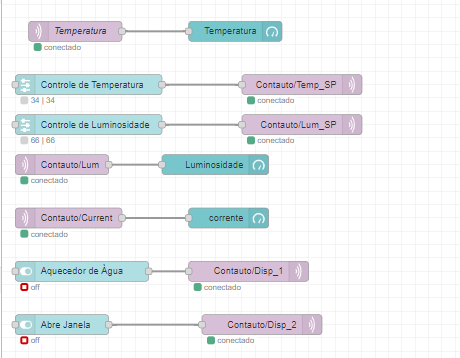 Temperatura Temperatura
conectado
Controle de Temperatura Contauto/Temp_SP
34 | 34 conectado
Controle de Luminosidade Contauto/Lum_SP
66 | 66 conectado
Contauto/Lum Luminosidade
conectado
Contauto/Current corrente
conectado
Aquecedor de Àgua Contauto/Disp_1
off conectado
Abre Janela Contauto/Disp_2
off conectado